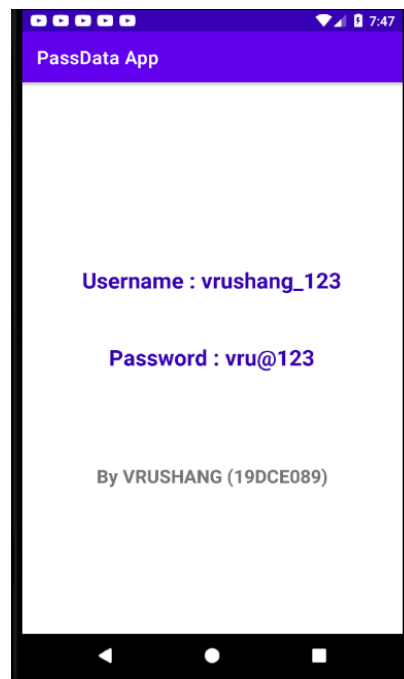 7:47
PassData App
Username : vrushang_123
Password : vru@123
By VRUSHANG (19DCE089)